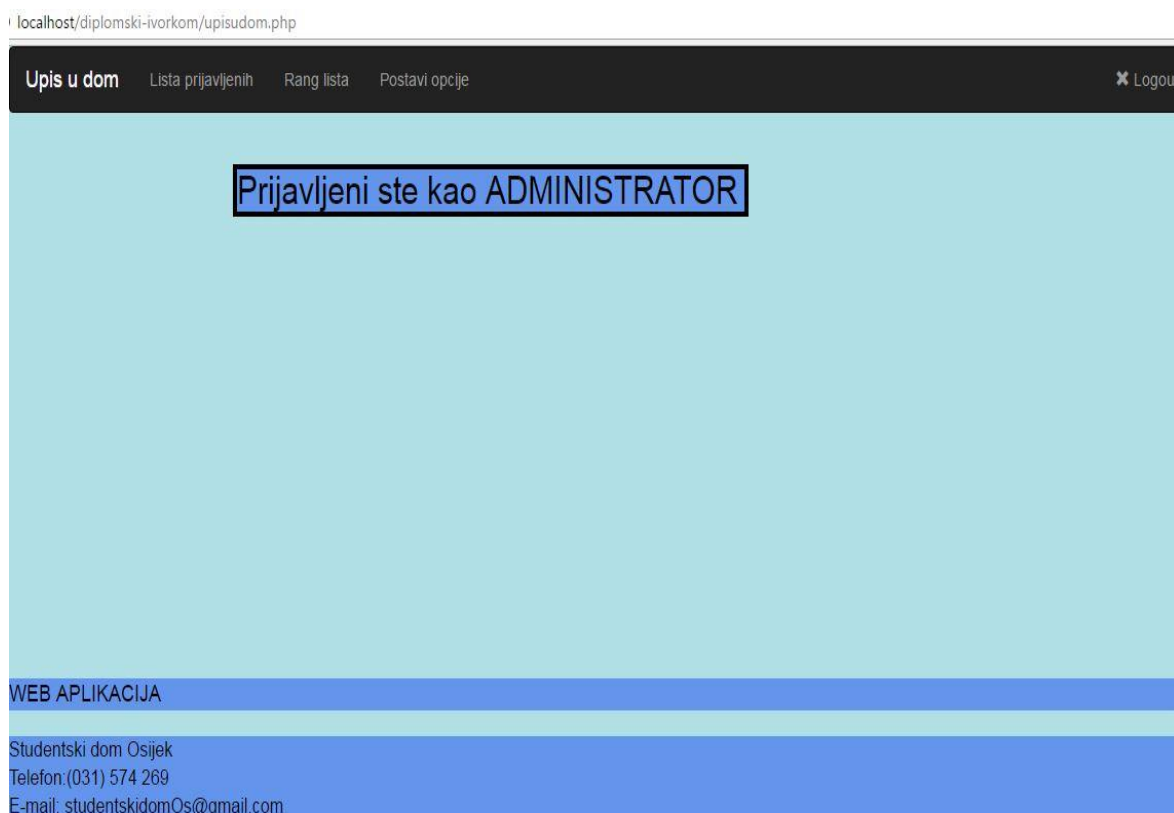 localhost/diplomski-ivorkom/upisudom.php
Upis u dom Lista prijavljenih Rang lista Postavi opcije ✖ Logou
Prijavljeni ste kao ADMINISTRATOR
WEB APLIKACIJA
Studentski dom Osijek
Telefon:(031) 574 269
E-mail: studentskidomOs@gmail.com